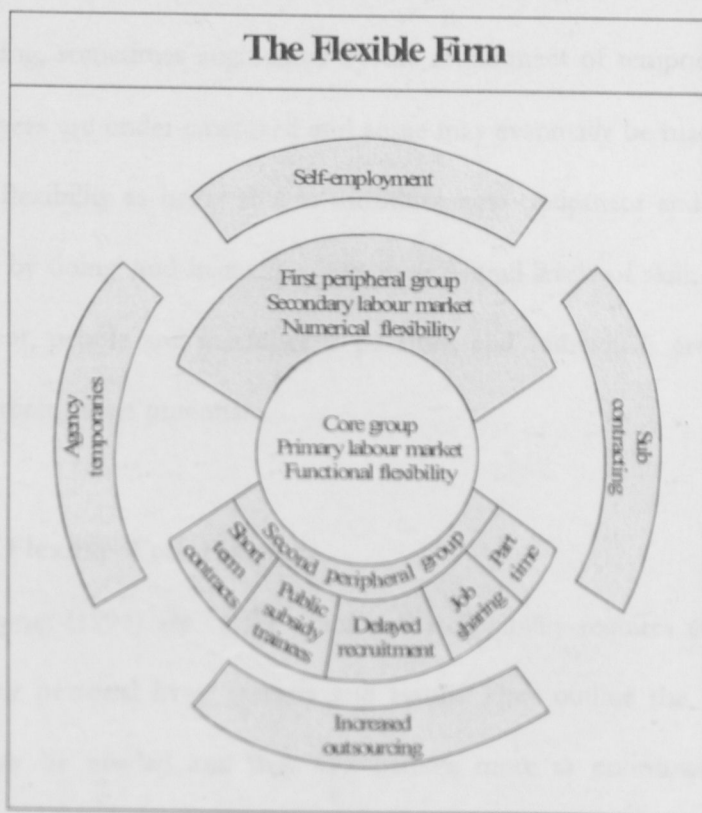 The Flexible Firm
Self-employment
First peripheral group
Secondary labour market
Numerical flexibility
Agency
temporaries
Sub
contracting
Core group
Primary labour market
Functional flexibility
Second peripheral group
Short
term
contracts
Public
subsidy
trainees
Delayed
recruitment
Job
sharing
Part
time
Increased
outsourcing